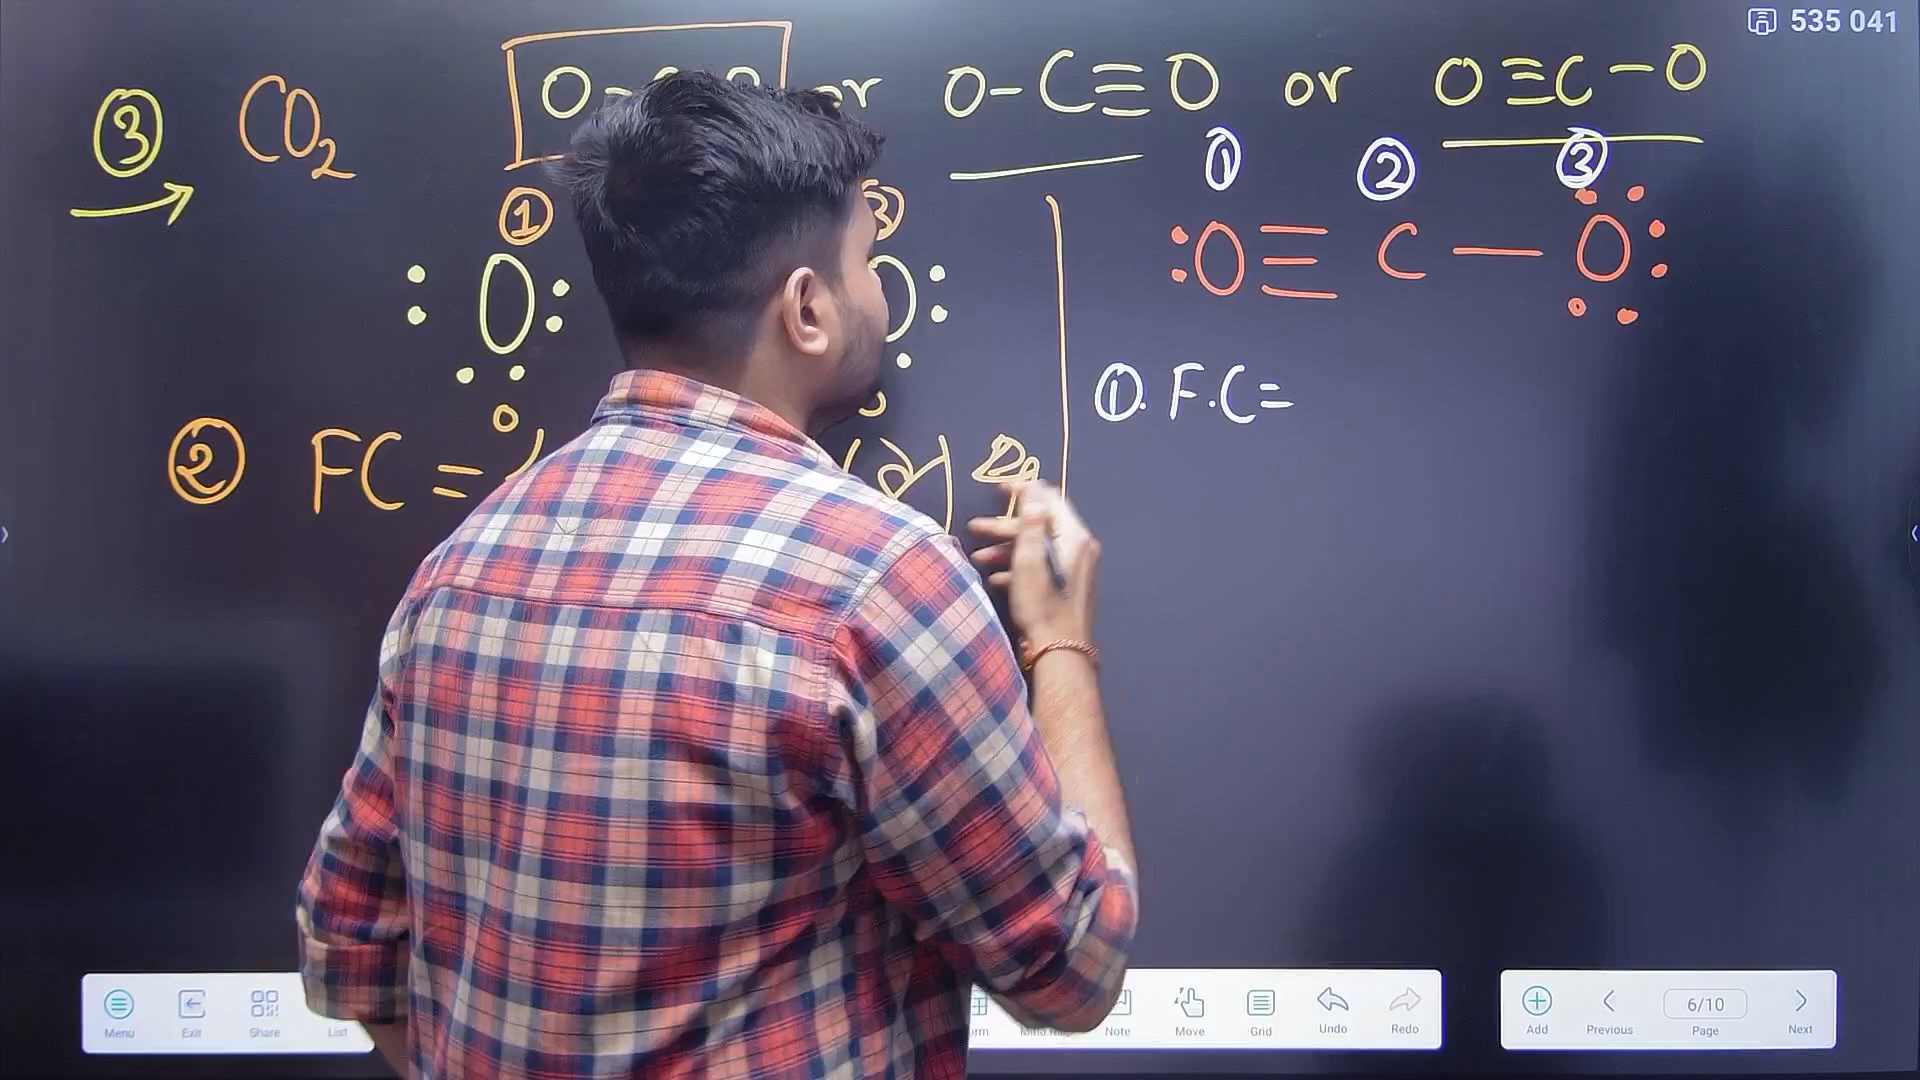 535 041
③ CO2 O or O-C≡O or O≡C-O
① ② ③
① ③
:O≡C-O:
O: O:
① . F.C=
② FC =
Menu Exit Share List Note Move Grid Undo Redo Add Previous 6/10 Page Next